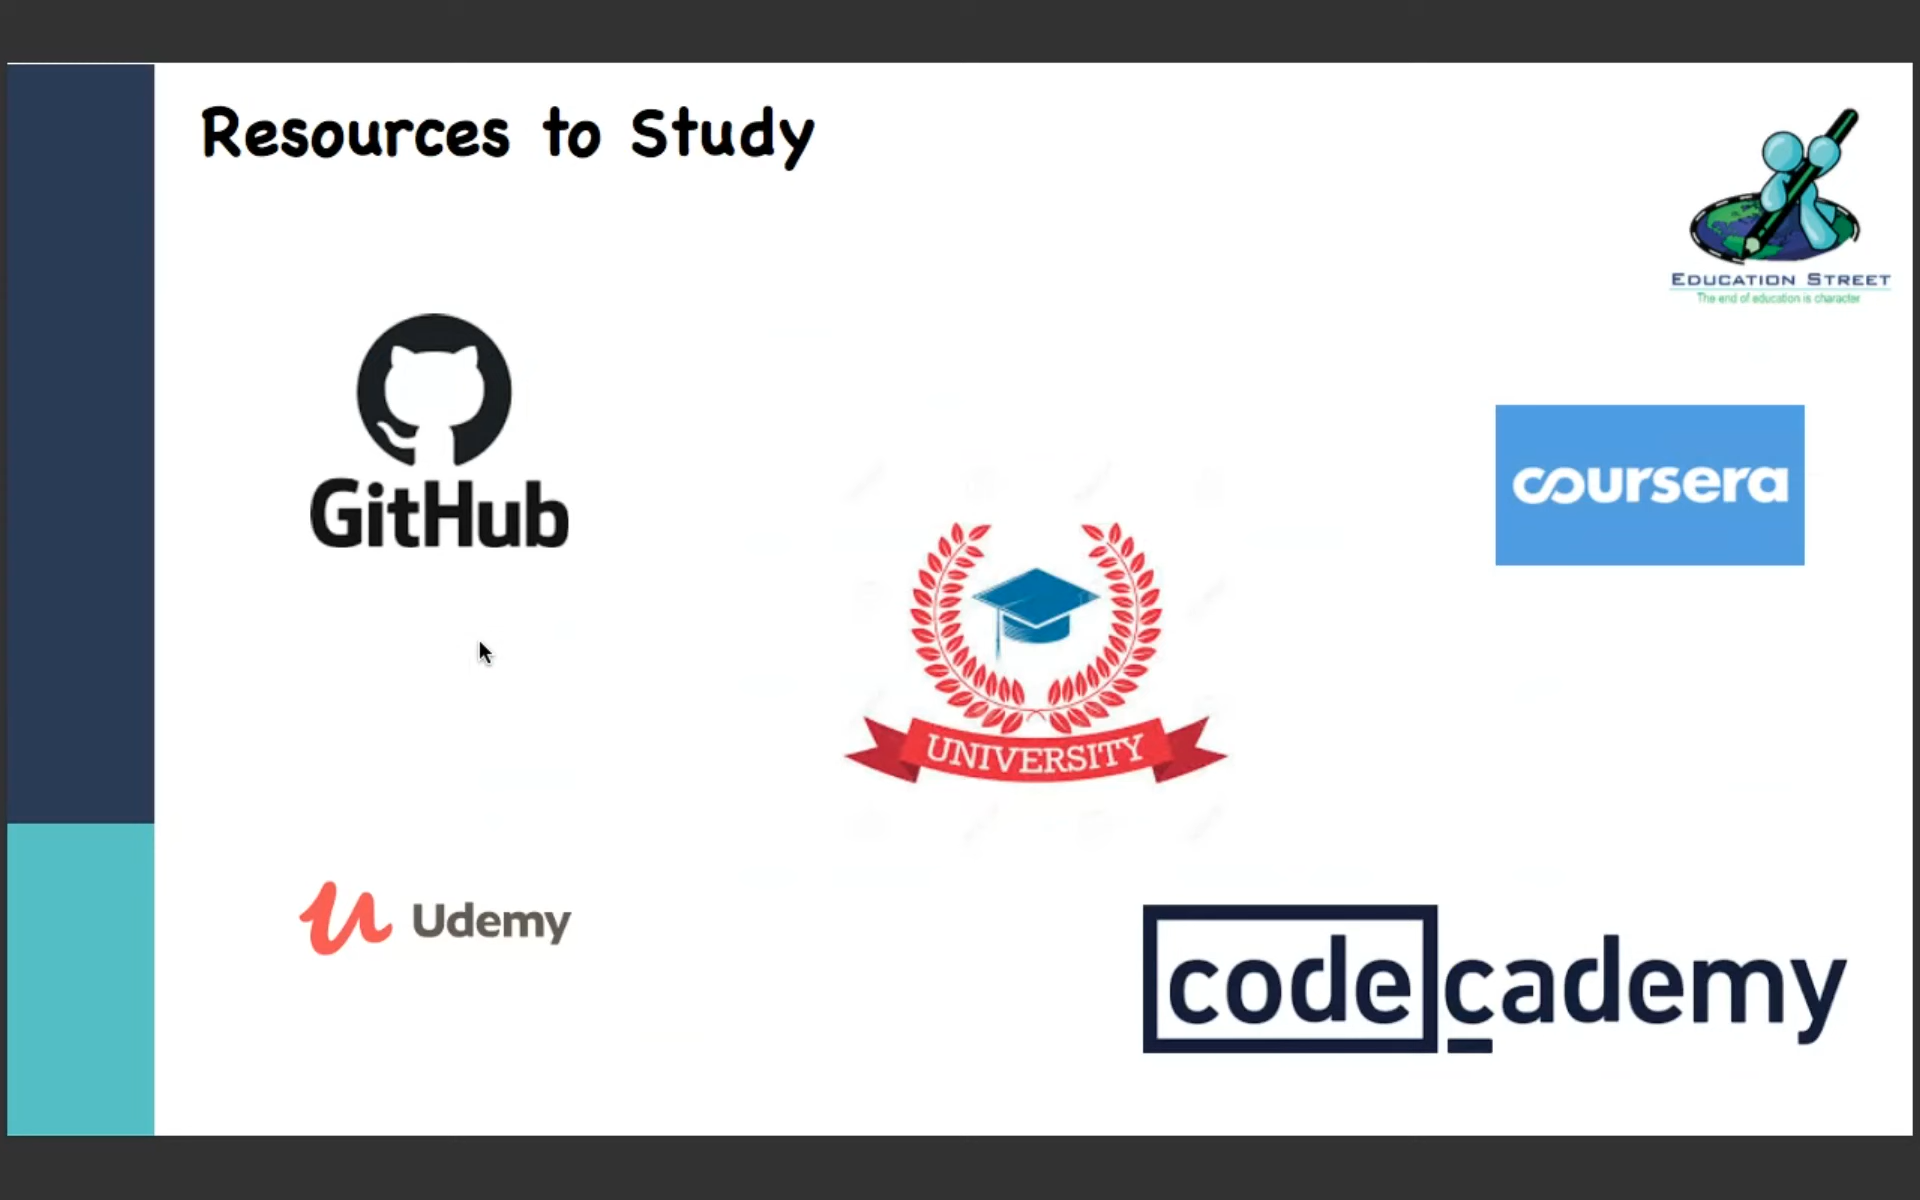 Resources to Study
EDUCATION STREET
The end of education is character
GitHub
coursera
UNIVERSITY
Udemy
codecademy